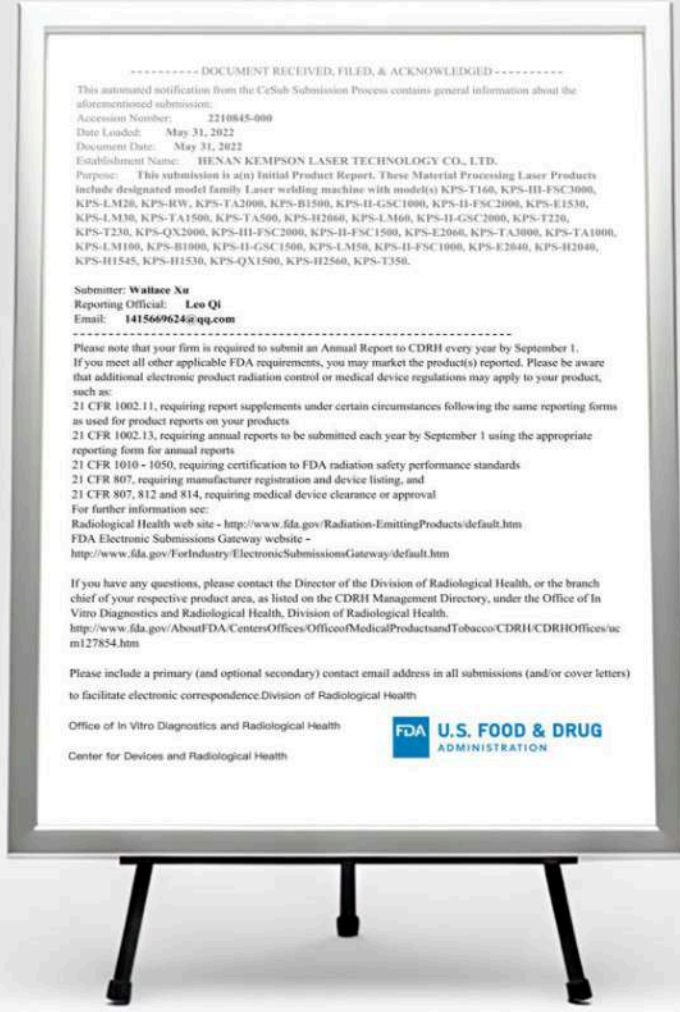 ---------- DOCUMENT RECEIVED, FILED, & ACKNOWLEDGED ----------
This automated notification from the CeSub Submission Process contains general information about the
aforementioned submission:
Accession Number: 2210845-000
Date Loaded: May 31, 2022
Document Date: May 31, 2022
Establishment Name: HENAN KEMPSON LASER TECHNOLOGY CO., LTD.
Purpose: This submission is a(n) Initial Product Report. These Material Processing Laser Products
include designated model family Laser welding machine with model(s) KPS-T160, KPS-III-FSC3000,
KPS-LM20, KPS-RW, KPS-TA2000, KPS-B1500, KPS-II-GSC1000, KPS-II-FSC2000, KPS-E1530,
KPS-LM30, KPS-TA1500, KPS-TA500, KPS-H2060, KPS-LM60, KPS-II-GSC2000, KPS-T220,
KPS-T230, KPS-QX2000, KPS-III-FSC2000, KPS-II-FSC1500, KPS-E2060, KPS-TA3000, KPS-TA1000,
KPS-LM100, KPS-B1000, KPS-II-GSC1500, KPS-LM50, KPS-II-FSC1000, KPS-E2040, KPS-H2040,
KPS-H1545, KPS-H1530, KPS-QX1500, KPS-H2560, KPS-T350.
Submitter: Wallace Xu
Reporting Official: Leo Qi
Email: 1415669624@qq.com
Please note that your firm is required to submit an Annual Report to CDRH every year by September 1.
If you meet all other applicable FDA requirements, you may market the product(s) reported. Please be aware
that additional electronic product radiation control or medical device regulations may apply to your product,
such as:
21 CFR 1002.11, requiring report supplements under certain circumstances following the same reporting forms
as used for product reports on your products
21 CFR 1002.13, requiring annual reports to be submitted each year by September 1 using the appropriate
reporting form for annual reports
21 CFR 1010 - 1050, requiring certification to FDA radiation safety performance standards
21 CFR 807, requiring manufacturer registration and device listing, and
21 CFR 807, 812 and 814, requiring medical device clearance or approval
For further information see:
Radiological Health web site - http://www.fda.gov/Radiation-EmittingProducts/default.htm
FDA Electronic Submissions Gateway website -
http://www.fda.gov/ForIndustry/ElectronicSubmissionsGateway/default.htm
If you have any questions, please contact the Director of the Division of Radiological Health, or the branch
chief of your respective product area, as listed on the CDRH Management Directory, under the Office of In
Vitro Diagnostics and Radiological Health, Division of Radiological Health.
http://www.fda.gov/AboutFDA/CentersOffices/OfficeofMedicalProductsandTobacco/CDRH/CDRHOffices/uc
m127854.htm
Please include a primary (and optional secondary) contact email address in all submissions (and/or cover letters)
to facilitate electronic correspondence.Division of Radiological Health
Office of In Vitro Diagnostics and Radiological Health
Center for Devices and Radiological Health
FDA U.S. FOOD & DRUG
ADMINISTRATION